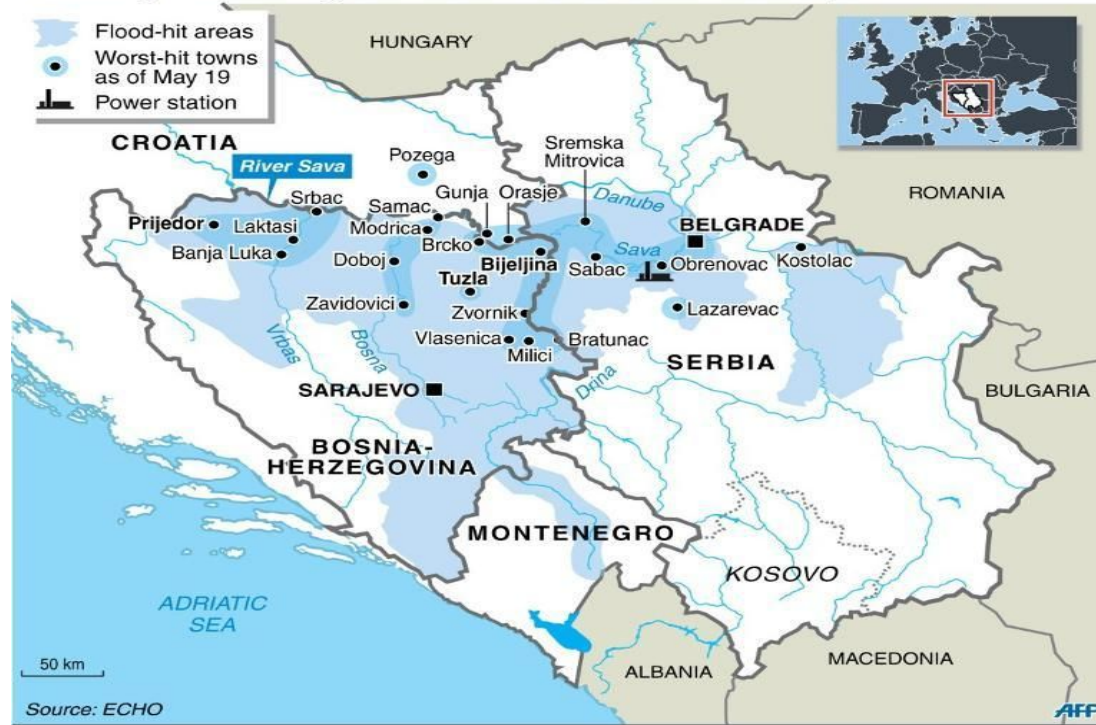 Flood-hit areas
Worst-hit towns
as of May 19
Power station
HUNGARY
CROATIA
River Sava
Pozega
Sremska
Mitrovica
ROMANIA
Srbac
Gunja
Orasje
Danube
Prijedor
Laktasi
Samac
Modrica
BELGRADE
Banja Luka
Brcko
Sava
Doboj
Bijeljina
Sabac
Obrenovac
Kostolac
Tuzla
Zavidovici
Zvornik
Lazarevac
Vrbas
Bosna
Vlasenica
Milici
Bratunac
SERBIA
SARAJEVO
Drina
BULGARIA
BOSNIA-
HERZEGOVINA
MONTENEGRO
KOSOVO
ADRIATIC
SEA
50 km
ALBANIA
MACEDONIA
Source: ECHO
AFP